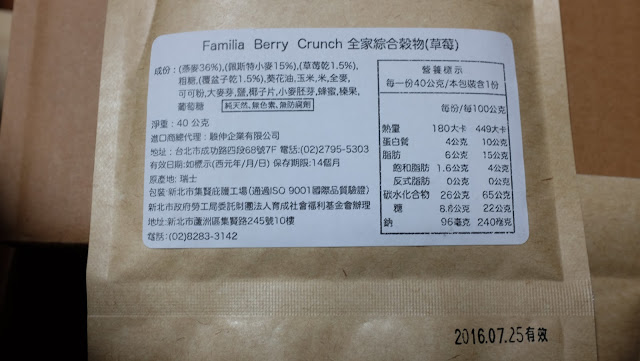 Familia Berry Crunch 全家綜合穀物(草莓)
成份：(燕麥36%),(佩斯特小麥15%),(草莓乾1.5%),
粗糖,(覆盆子乾1.5%),葵花油,玉米,米,全麥,
可可粉,大麥芽,鹽,椰子片,小麥胚芽,蜂蜜,榛果,
葡萄糖 純天然、無色素、無防腐劑
淨重：40 公克
進口商總代理：駿伸企業有限公司
地址：台北市成功路四段68號7F 電話:(02)2795-5303
有效日期:如標示(西元年/月/日) 保存期限:14個月
原產地: 瑞士
包裝:新北市集賢庇護工場(通過ISO 9001國際品質驗證)
新北市政府勞工局委託財團法人育成社會福利基金會辦理
地址:新北市蘆洲區集賢路245號10樓
電話:(02)8283-3142
營養標示
每一份40公克/本包裝含1份
每份/每100公克
熱量 180大卡 449大卡
蛋白質 4公克 10公克
脂肪 6公克 15公克
飽和脂肪 1.6公克 4公克
反式脂肪 0公克 0公克
碳水化合物 26公克 65公克
糖 8.6公克 22公克
鈉 96毫克 240毫克
2016.07.25有效